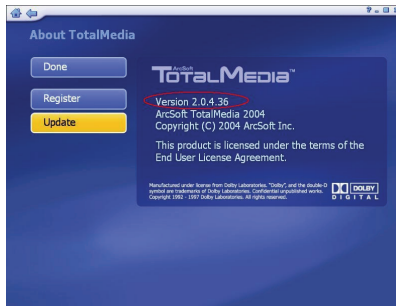 About TotalMedia
Done
Register
Update
ArcSoft
TOTALMEDIA™
Version 2.0.4.36
ArcSoft TotalMedia 2004
Copyright (C) 2004 ArcSoft Inc.
This product is licensed under the terms of the
End User License Agreement.
Manufactured under license from Dolby Laboratories. "Dolby", and the double-D
symbol are trademarks of Dolby Laboratories. Confidential unpublished works.
Copyright 1992 - 1997 Dolby Laboratories. All rights reserved.
DOLBY
DIGITAL